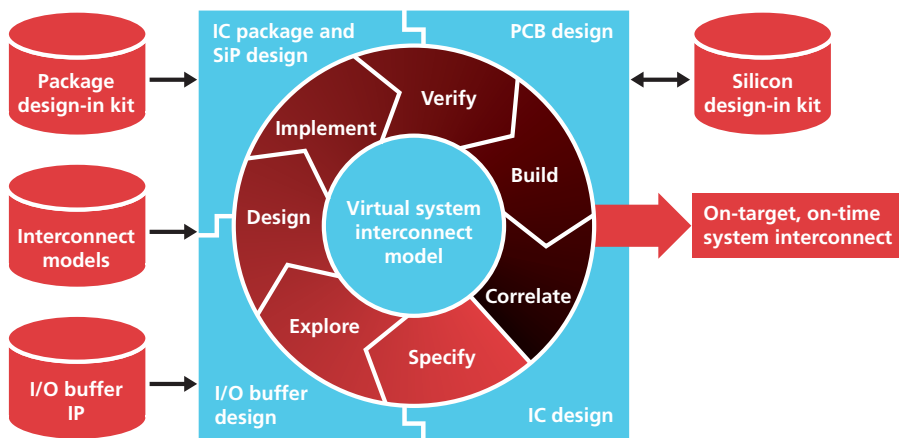 IC package and
SiP design
PCB design
Package
design-in kit
Silicon
design-in kit
Verify
Implement
Build
Design
Virtual system
interconnect
model
Interconnect
models
On-target, on-time
system interconnect
Correlate
Explore
Specify
I/O buffer
IP
I/O buffer
design
IC design